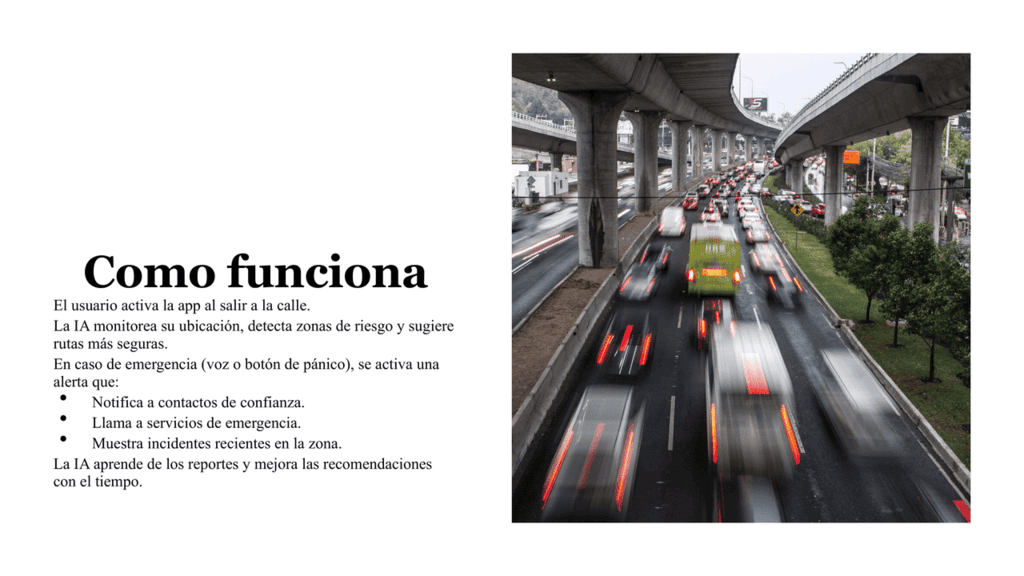 Como funciona
El usuario activa la app al salir a la calle.
La IA monitorea su ubicación, detecta zonas de riesgo y sugiere
rutas más seguras.
En caso de emergencia (voz o botón de pánico), se activa una
alerta que:
• Notifica a contactos de confianza.
• Llama a servicios de emergencia.
• Muestra incidentes recientes en la zona.
La IA aprende de los reportes y mejora las recomendaciones
con el tiempo.